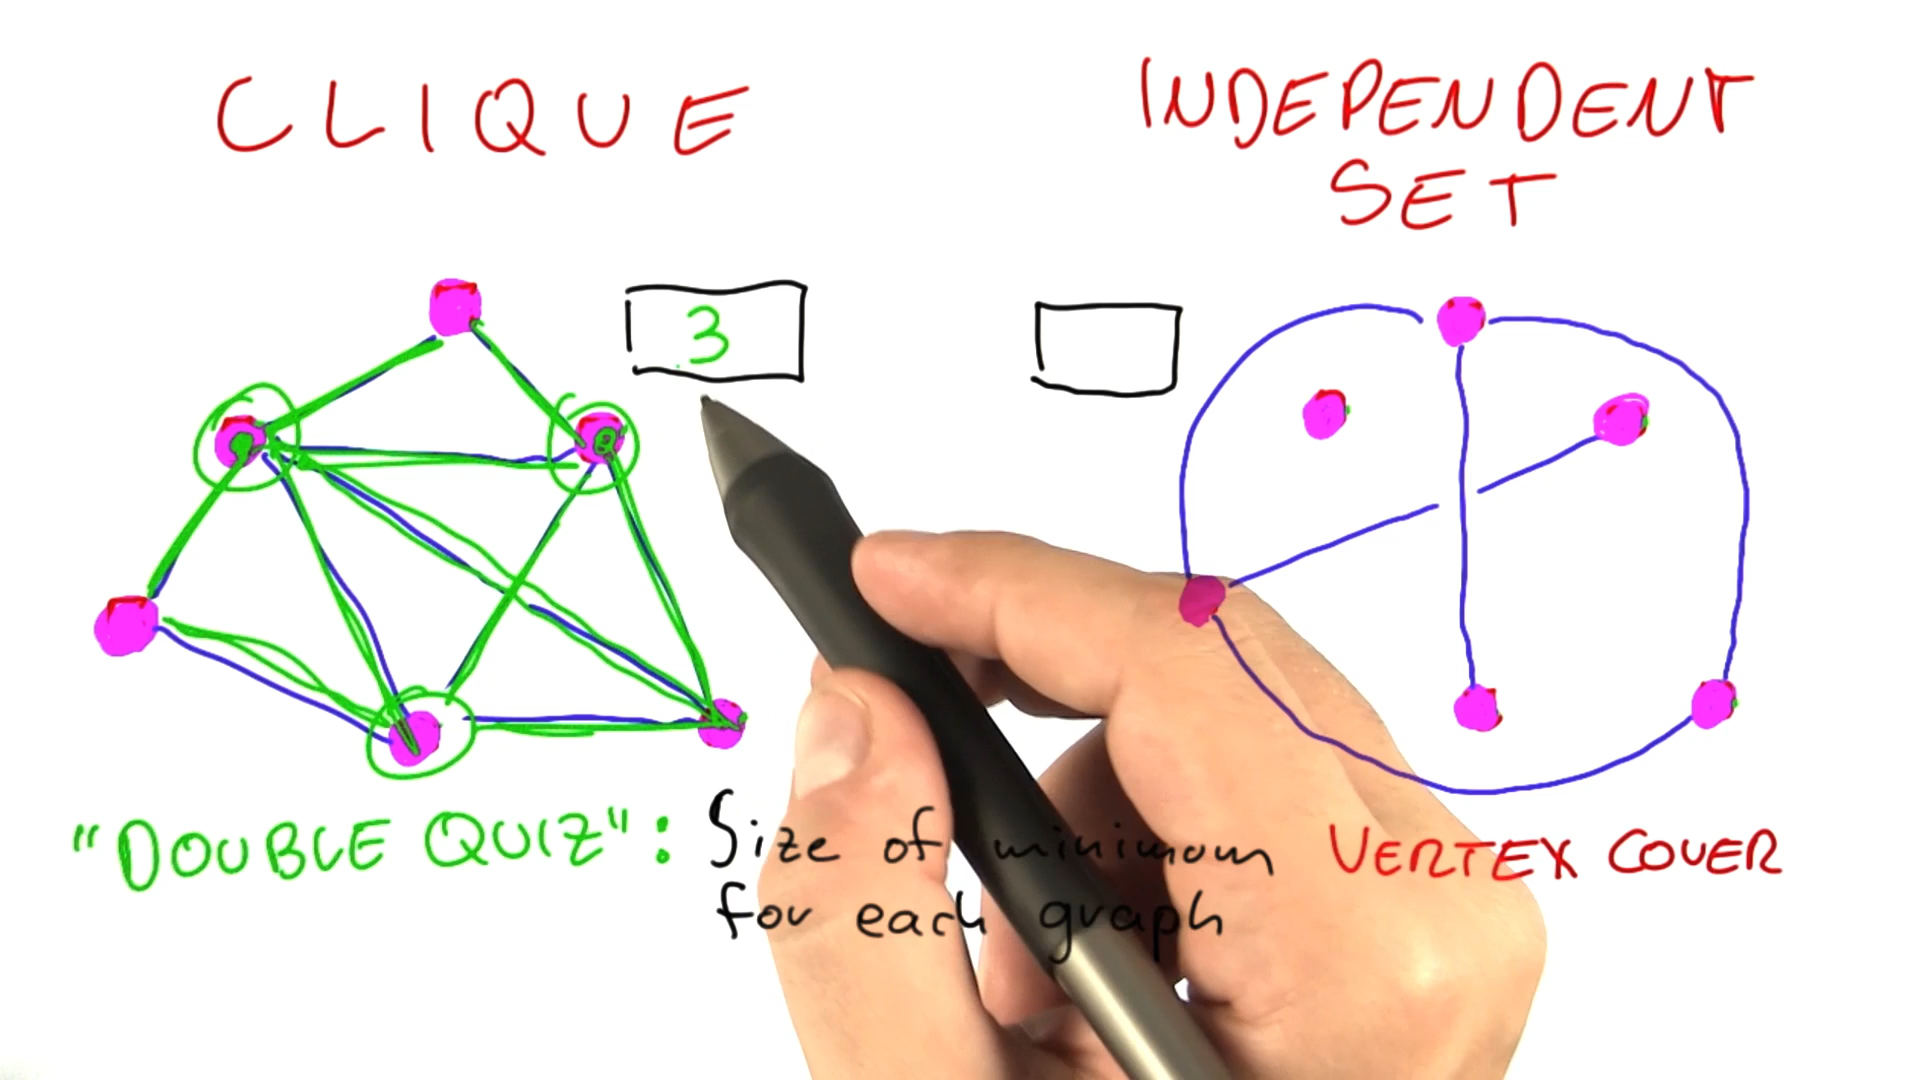 CLIQUE
INDEPENDENT
SET
3
"DOUBLE QUIZ": Size of minimum VERTEX COVER
for each graph